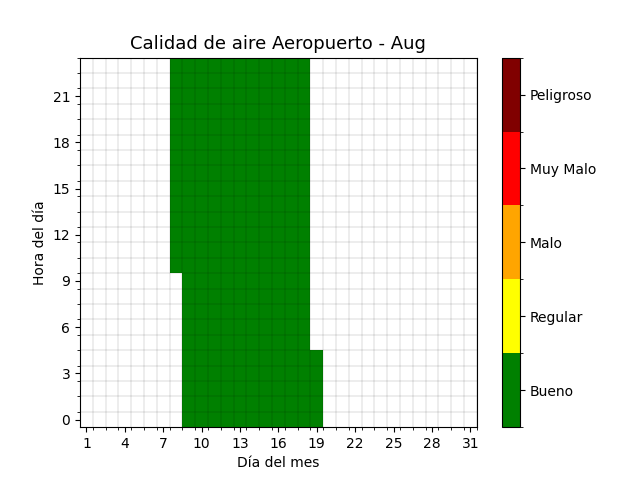 Calidad de aire Aeropuerto - Aug
Hora del día
21
18
15
12
9
6
3
0
1 4 7 10 13 16 19 22 25 28 31
Día del mes
Peligroso
Muy Malo
Malo
Regular
Bueno